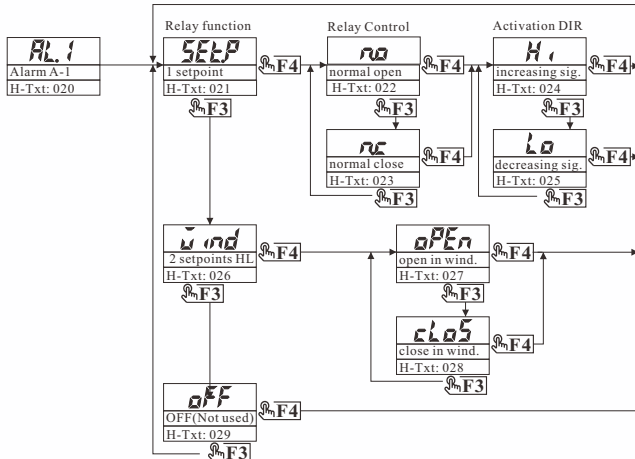 Relay function
Relay Control
Activation DIR
AL.1
Alarm A-1
H-Txt: 020
SEtP
1 setpoint
H-Txt: 021
F3
F4
no
normal open
H-Txt: 022
F3
F4
nc
normal close
H-Txt: 023
F3
F4
Hi
increasing sig.
H-Txt: 024
F3
F4
Lo
decreasing sig.
H-Txt: 025
F3
F4
wind
2 setpoints HL
H-Txt: 026
F3
F4
oPEn
open in wind.
H-Txt: 027
F3
F4
cLoS
close in wind.
H-Txt: 028
F3
F4
oFF
OFF(Not used)
H-Txt: 029
F3
F4